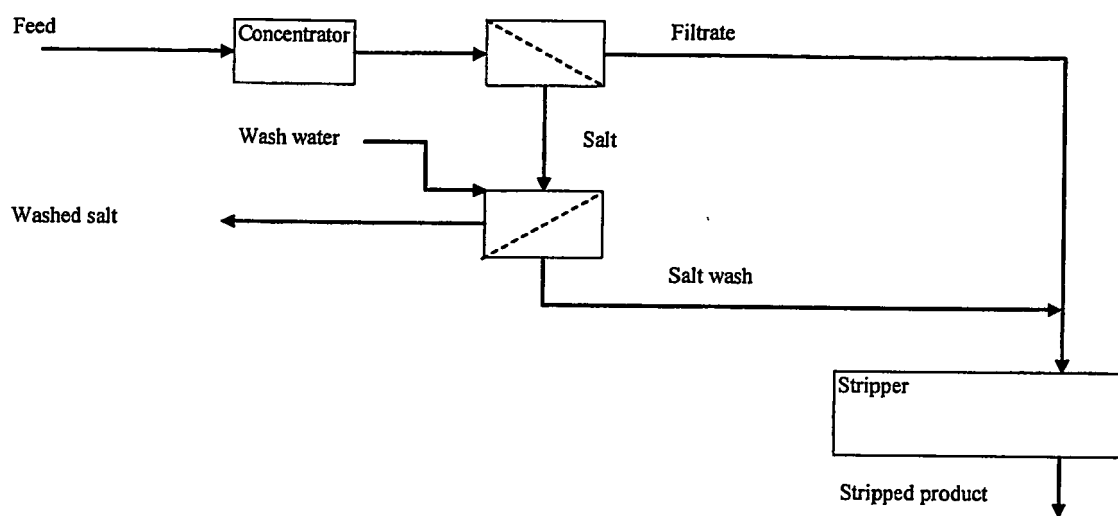 Feed
Concentrator
Filtrate
Wash water
Salt
Washed salt
Salt wash
Stripper
Stripped product